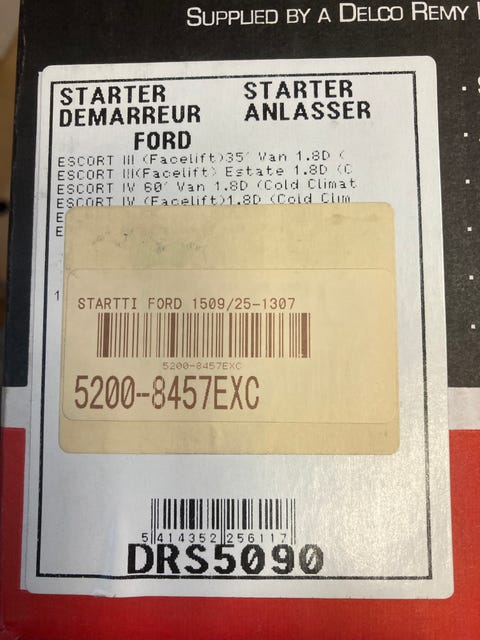 SUPPLIED BY A DELCO REMY
STARTER STARTER
DEMARREUR ANLASSER
FORD
ESCORT III (Facelift)35' Van 1.8D (
ESCORT III(Facelift) Estate 1.8D (C
ESCORT IV 60' Van 1.8D (Cold Climat
ESCORT IV (Facelift)1.8D (Cold Clim
E
E
1
STARTTI FORD 1509/25-1307
5200-8457EXC
5200-8457EXC
5 414352 256117
DRS5090